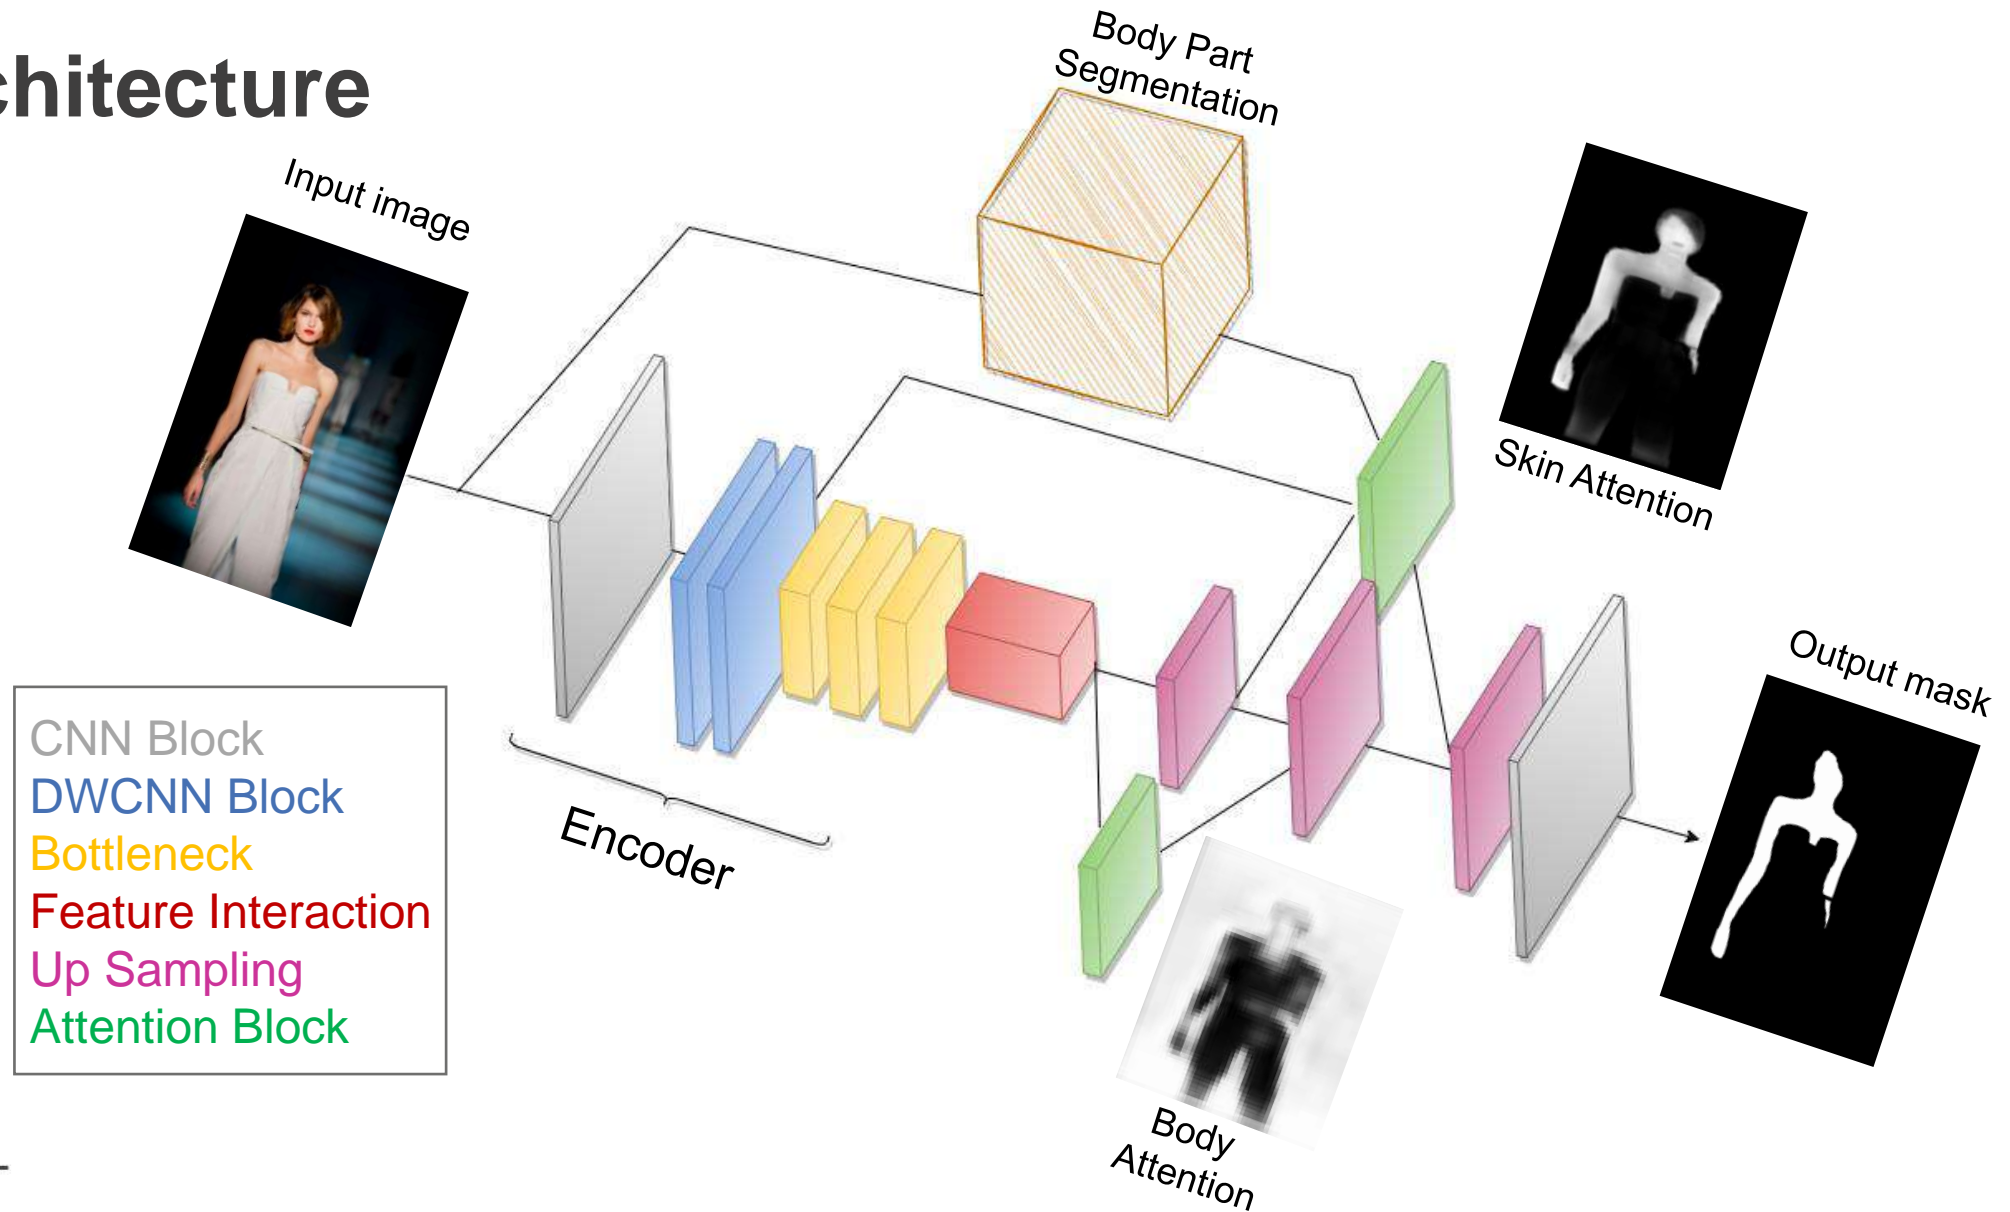 chitecture
Body Part
Segmentation
Input image
Skin Attention
Output mask
CNN Block
DWCNN Block
Bottleneck
Feature Interaction
Up Sampling
Attention Block
Encoder
Body
Attention